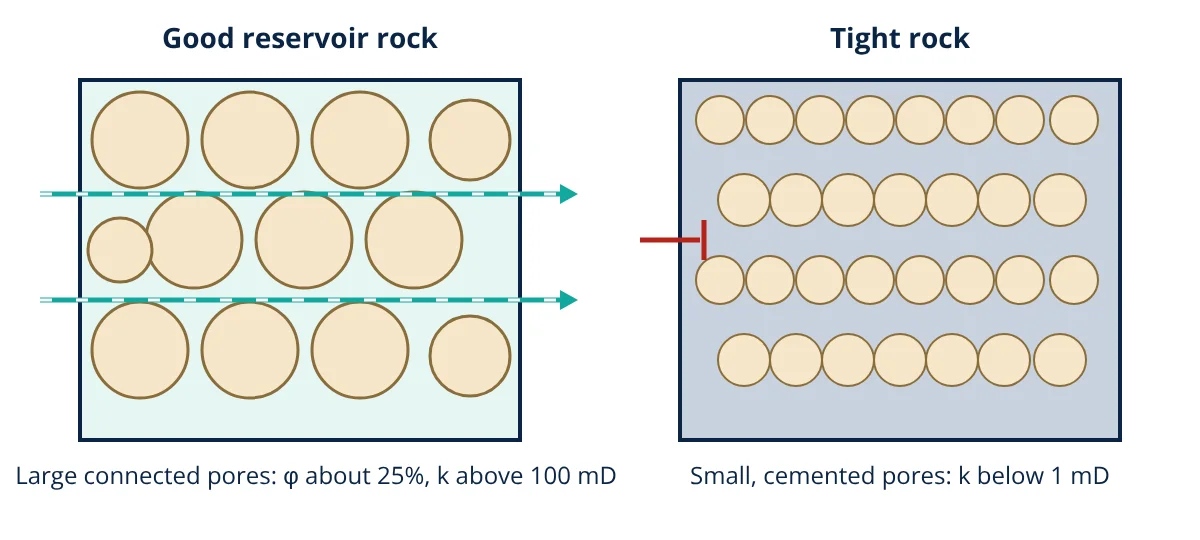 Good reservoir rock
Tight rock
Large connected pores: φ about 25%, k above 100 mD
Small, cemented pores: k below 1 mD